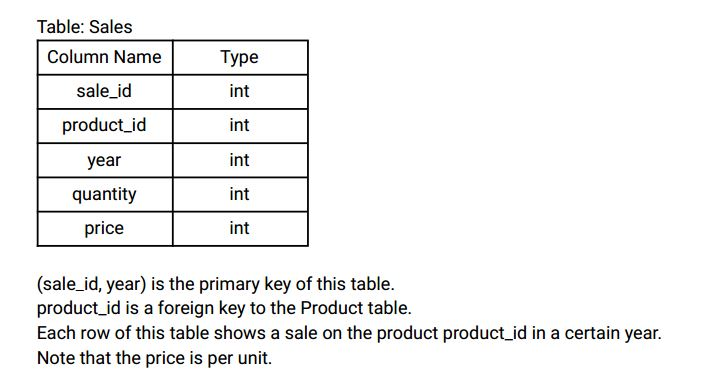 Table: Sales
Column Name Type
sale_id int
product_id int
year int
quantity int
price int
(sale_id, year) is the primary key of this table.
product_id is a foreign key to the Product table.
Each row of this table shows a sale on the product product_id in a certain year.
Note that the price is per unit.